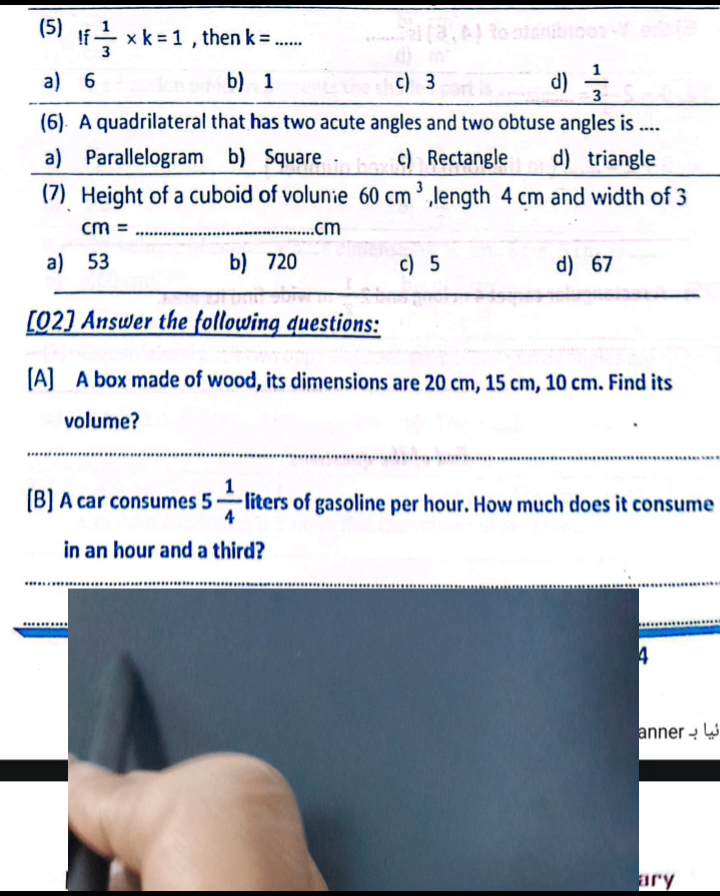 (5) If 1/3 × k = 1 , then k = ......
a) 6 b) 1 c) 3 d) 1/3
(6) A quadrilateral that has two acute angles and two obtuse angles is ....
a) Parallelogram b) Square c) Rectangle d) triangle
(7) Height of a cuboid of volume 60 cm³ ,length 4 cm and width of 3
cm = ..........................................cm
a) 53 b) 720 c) 5 d) 67
[Q2] Answer the following questions:
[A] A box made of wood, its dimensions are 20 cm, 15 cm, 10 cm. Find its
volume?
[B] A car consumes 5 1/4 liters of gasoline per hour. How much does it consume
in an hour and a third?
4
anner بـ
ary